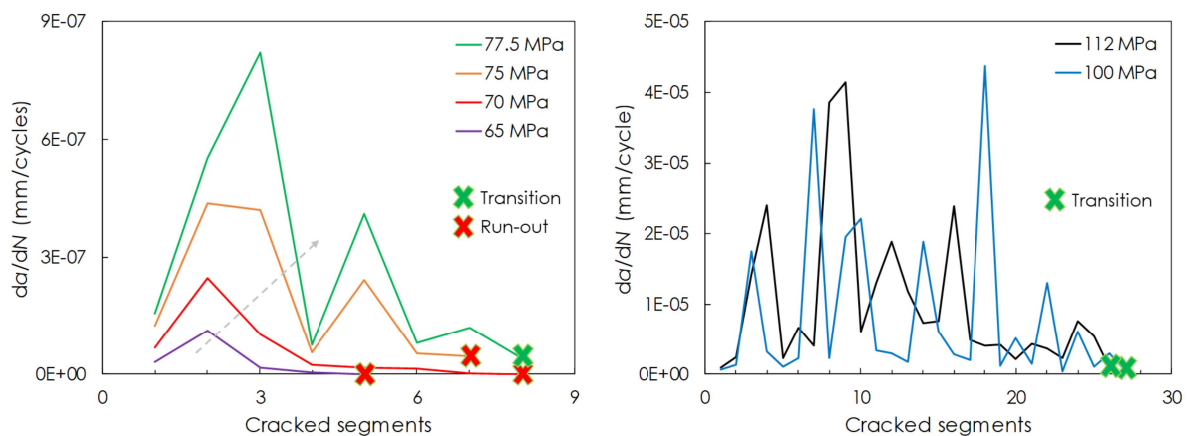 9E-07
6E-07
3E-07
0E+00
da/dN (mm/cycles)
0
3
6
9
Cracked segments
77.5 MPa
75 MPa
70 MPa
65 MPa
Transition
Run-out
5E-05
4E-05
3E-05
2E-05
1E-05
0E+00
da/dN (mm/cycle)
0
10
20
30
Cracked segments
112 MPa
100 MPa
Transition